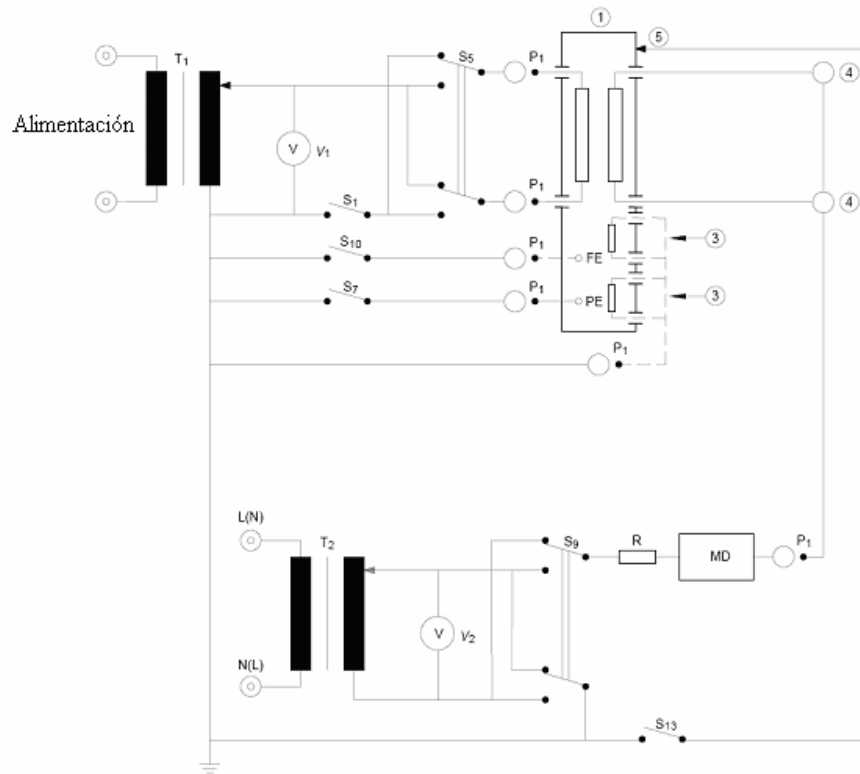 1
T1
S5
P1
5
4
Alimentación
V
V1
S1
P1
4
S10
P1
FE
3
S7
P1
PE
3
P1
L(N)
T2
S9
R
MD
P1
V
V2
N(L)
S13